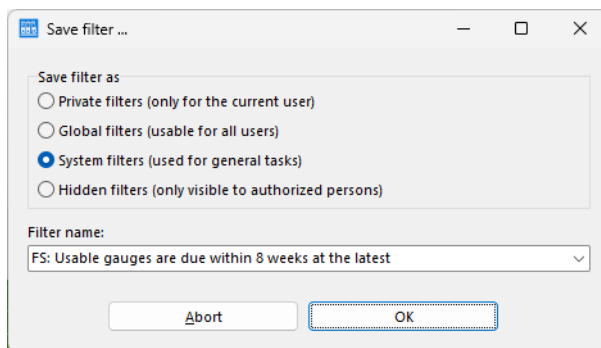 Save filter ...
Save filter as
Private filters (only for the current user)
Global filters (usable for all users)
System filters (used for general tasks)
Hidden filters (only visible to authorized persons)
Filter name:
FS: Usable gauges are due within 8 weeks at the latest
Abort OK